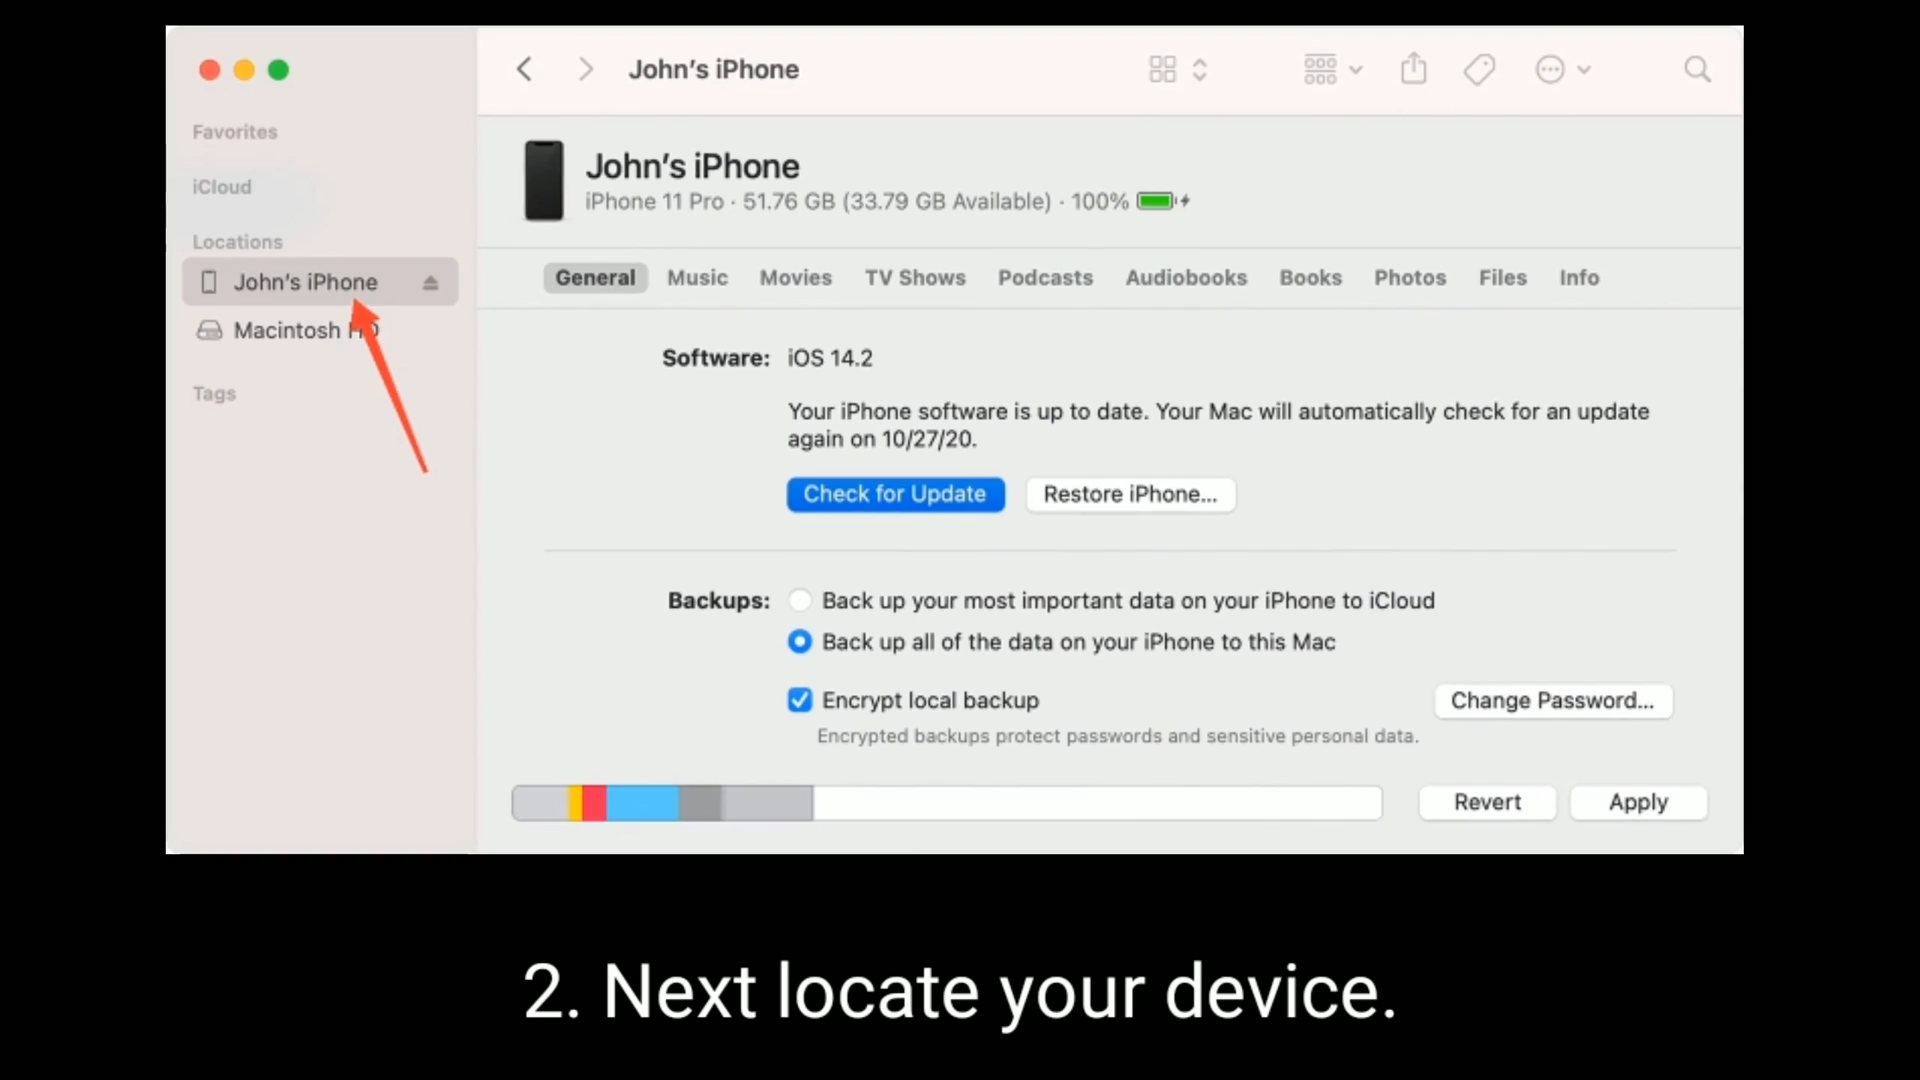 John's iPhone
Favorites
iCloud
Locations
John's iPhone
Macintosh
Tags
John's iPhone
iPhone 11 Pro · 51.76 GB (33.79 GB Available) · 100%
General Music Movies TV Shows Podcasts Audiobooks Books Photos Files Info
Software: iOS 14.2
Your iPhone software is up to date. Your Mac will automatically check for an update
again on 10/27/20.
Check for Update Restore iPhone...
Backups: Back up your most important data on your iPhone to iCloud
Back up all of the data on your iPhone to this Mac
Encrypt local backup Change Password...
Encrypted backups protect passwords and sensitive personal data.
Revert Apply
2. Next locate your device.